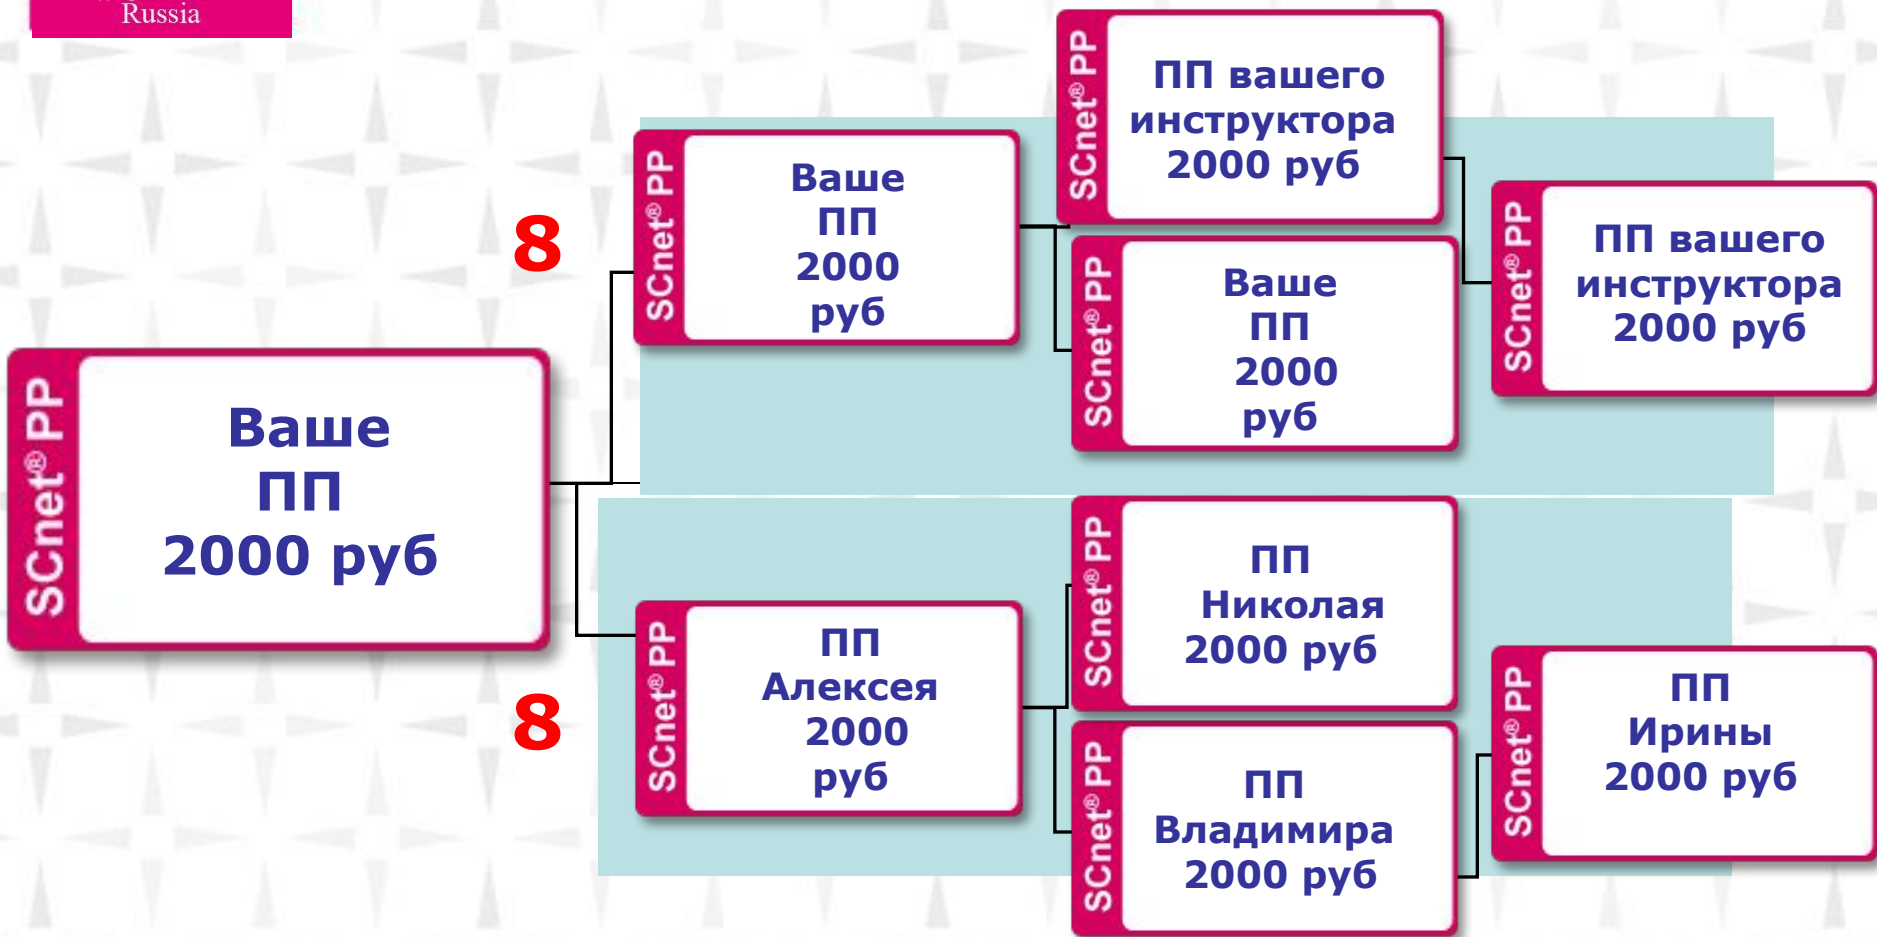 Russia
SCnet® PP
ПП вашего
инструктора
2000 руб
SCnet® PP
Ваше
ПП
2000
руб
SCnet® PP
ПП вашего
инструктора
2000 руб
8
SCnet® PP
Ваше
ПП
2000
руб
SCnet® PP
Ваше
ПП
2000 руб
SCnet® PP
ПП
Николая
2000 руб
SCnet® PP
ПП
Алексея
2000
руб
SCnet® PP
ПП
Ирины
2000 руб
8
SCnet® PP
ПП
Владимира
2000 руб